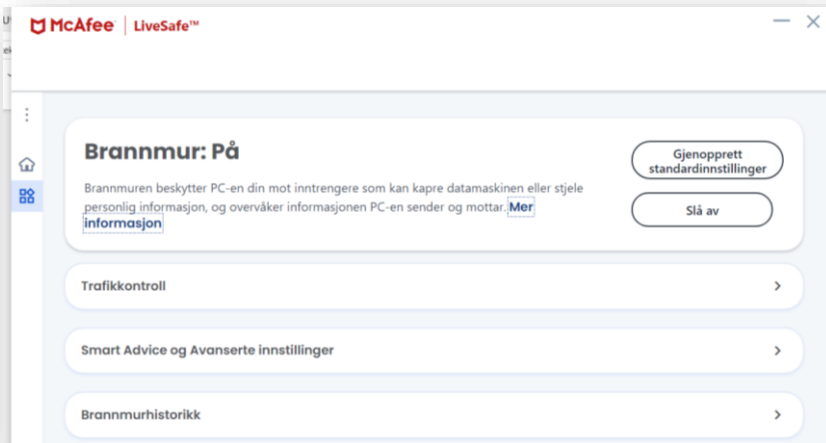 McAfee | LiveSafe™
Brannmur: På
Brannmuren beskytter PC-en din mot inntrengere som kan kapre datamaskinen eller stjele
personlig informasjon, og overvåker informasjonen PC-en sender og mottar. Mer
informasjon
Gjenopprett
standardinnstillinger
Slå av
Trafikkontroll
Smart Advice og Avanserte innstillinger
Brannmurhistorikk